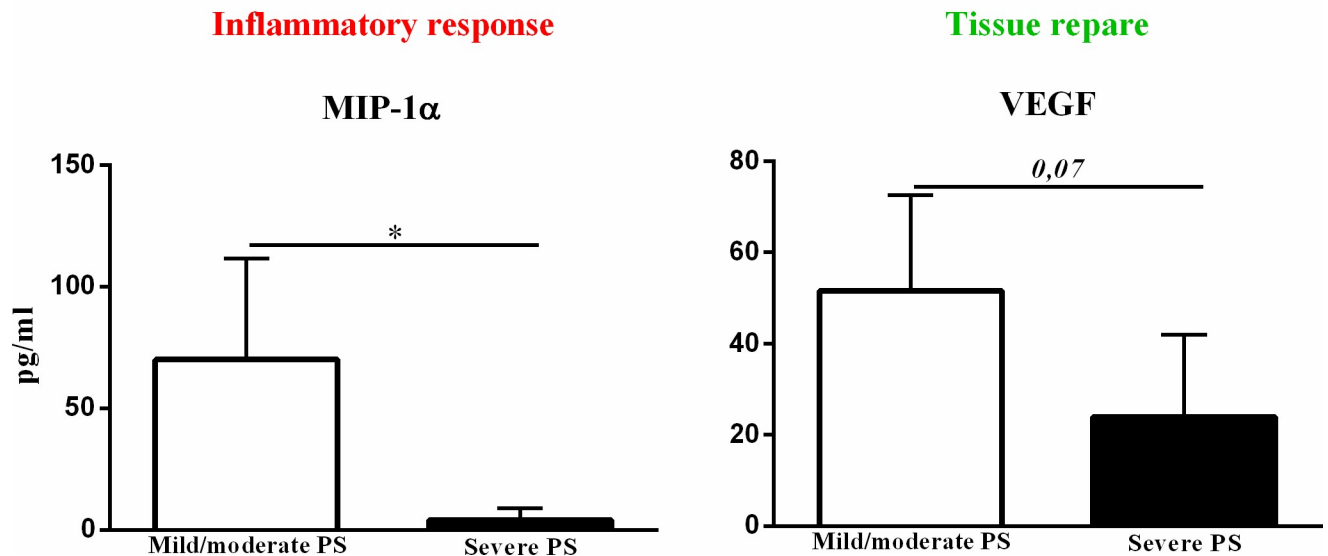 Inflammatory response
MIP-1α
150
100
50
0
pg/ml
*
Mild/moderate PS
Severe PS
Tissue repare
VEGF
80
60
40
20
0
0,07
Mild/moderate PS
Severe PS